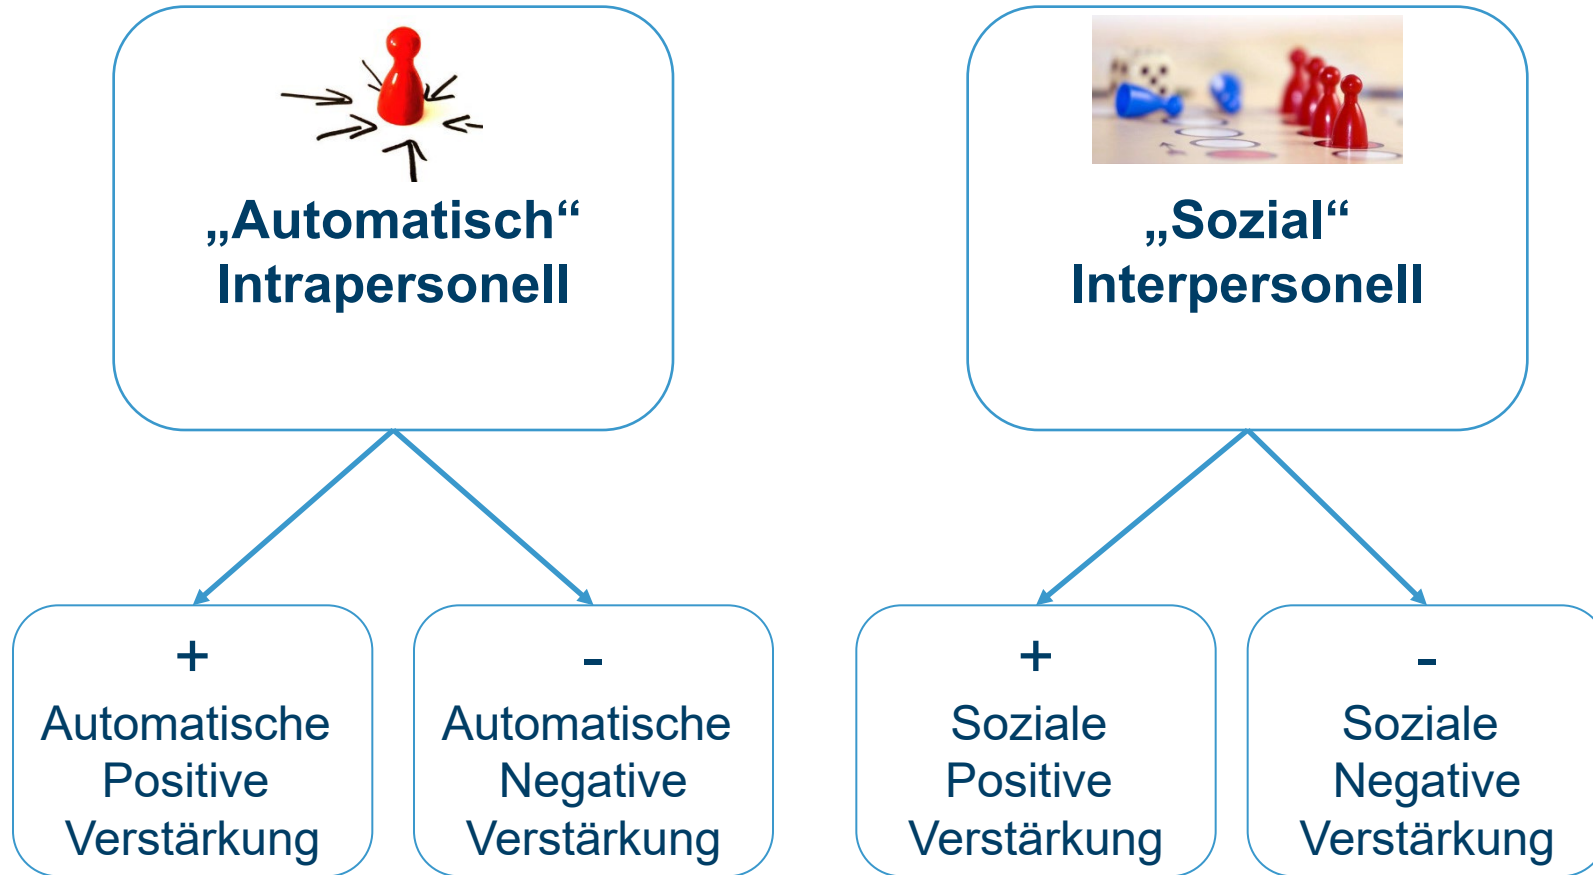 „Automatisch“
Intrapersonell
„Sozial“
Interpersonell
+
Automatische
Positive
Verstärkung
-
Automatische
Negative
Verstärkung
+
Soziale
Positive
Verstärkung
-
Soziale
Negative
Verstärkung